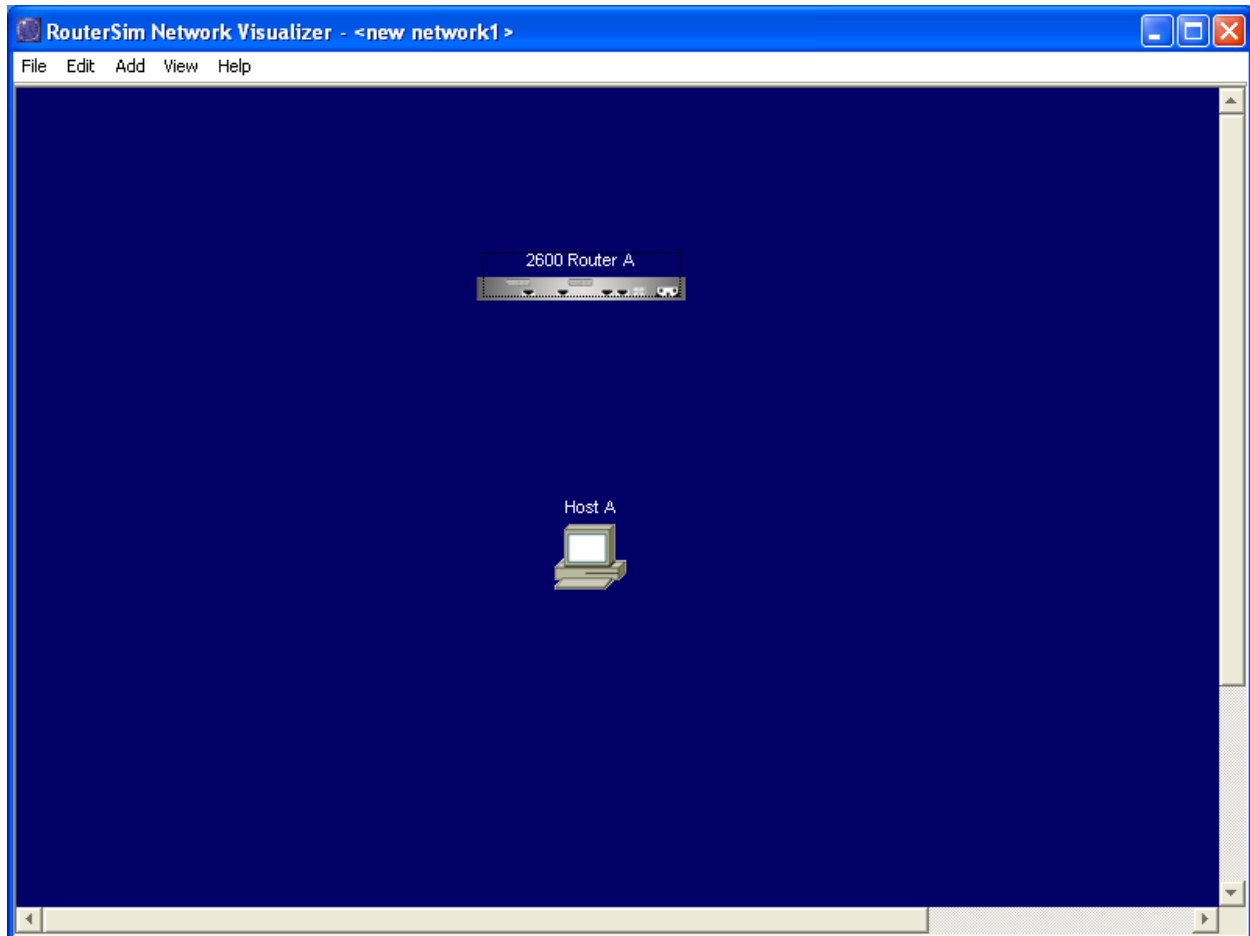 RouterSim Network Visualizer - <new network1>
File Edit Add View Help
2600 Router A
Host A